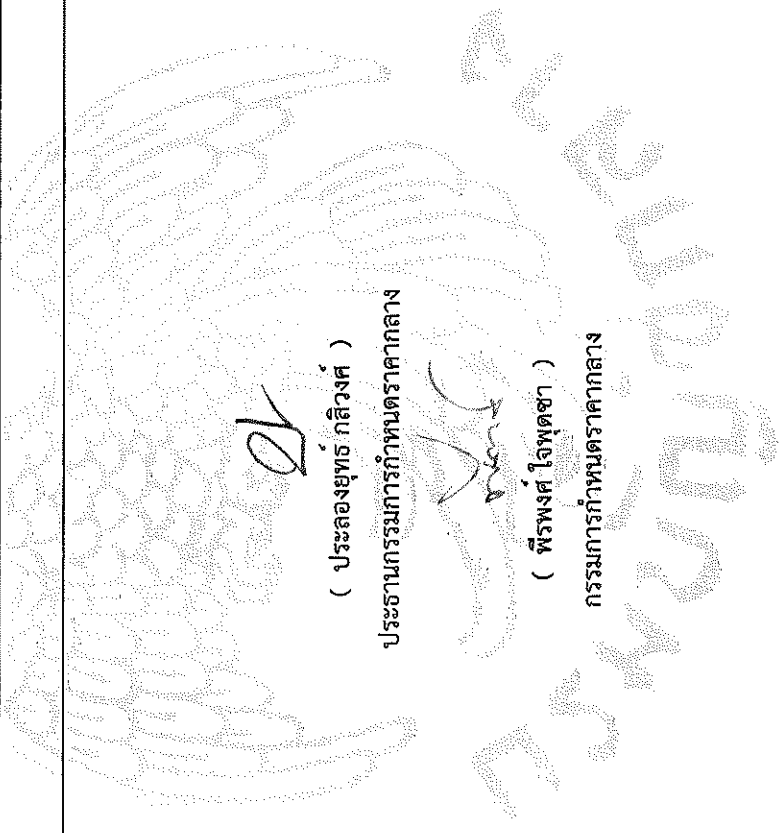 ( ประลองยุทธ์ กสิวงค์ )
ประธานกรรมการกำหนดราคากลาง
( พีรพงศ์ ใจพุดซา )
กรรมการกำหนดราคากลาง